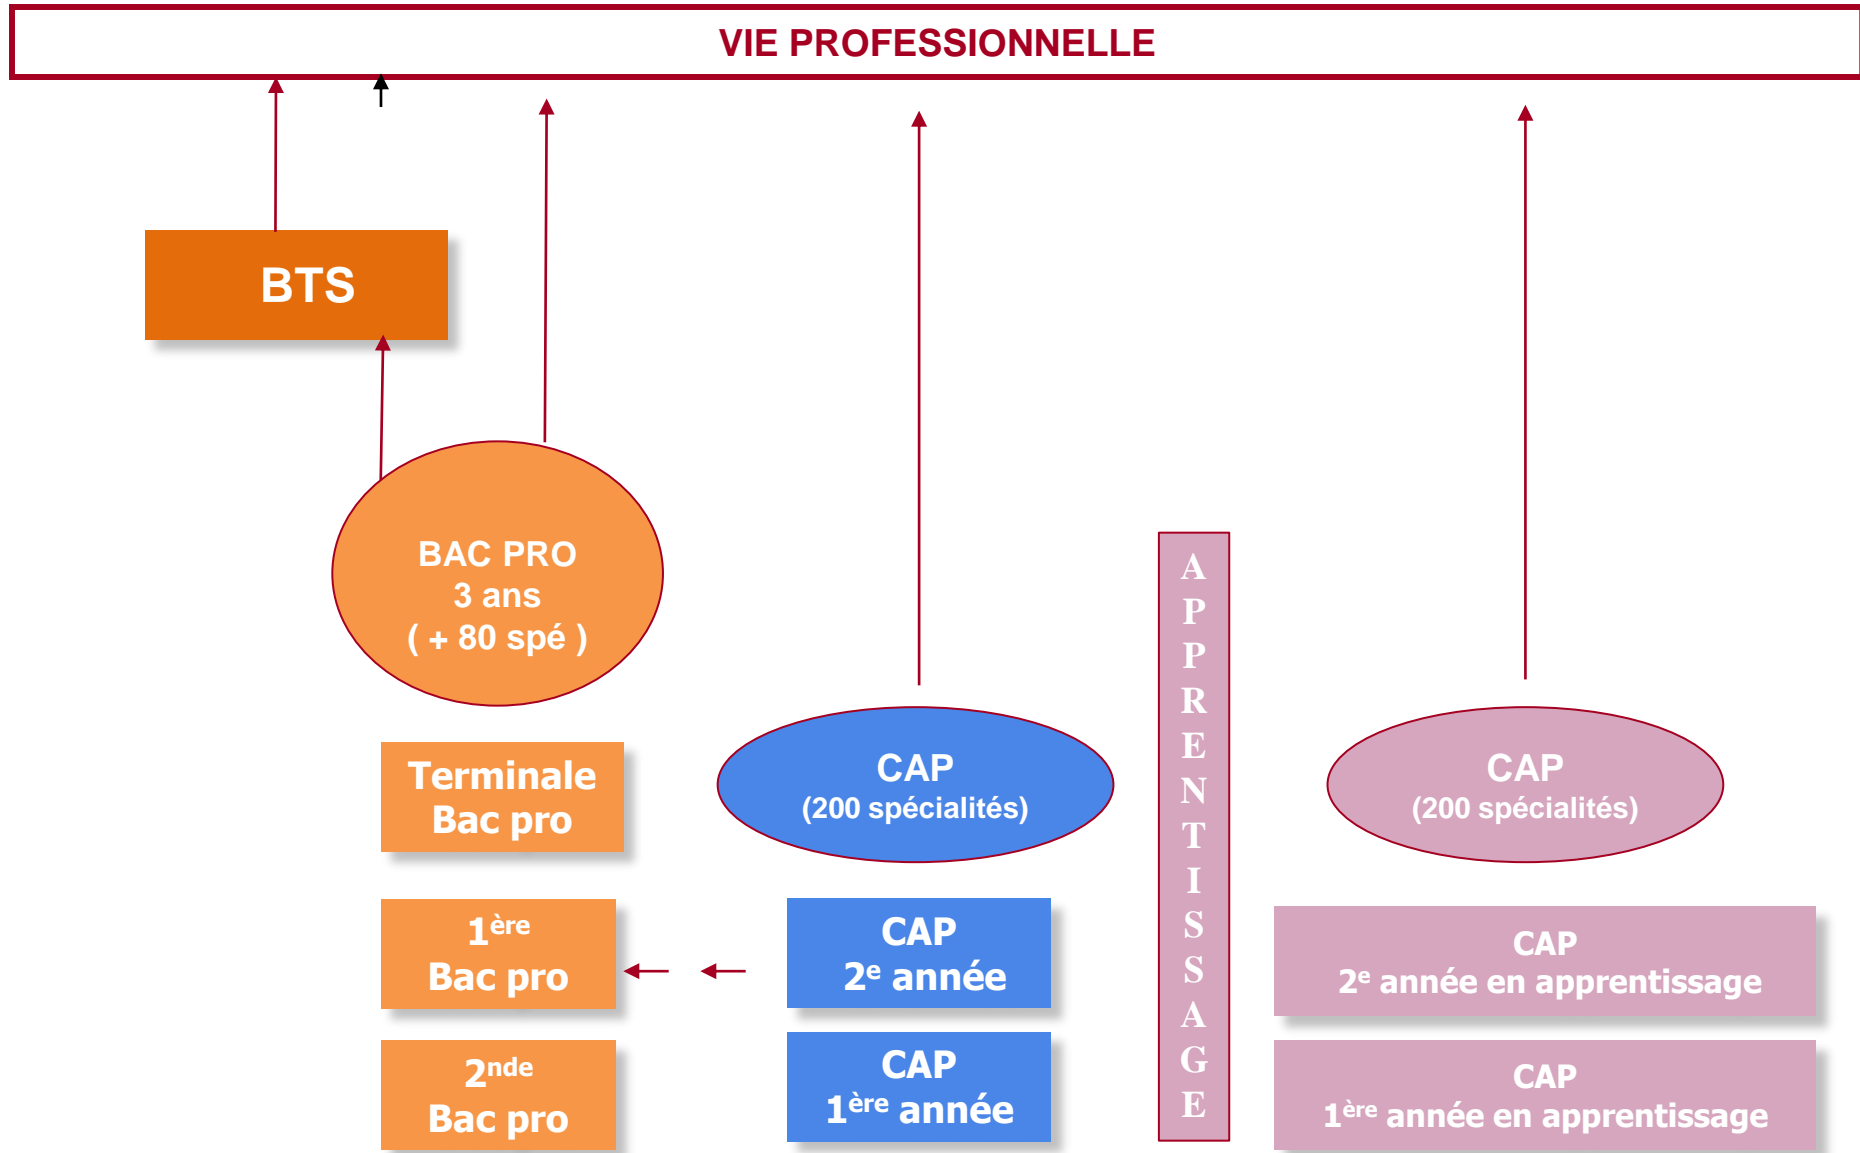 VIE PROFESSIONNELLE
BTS
BAC PRO
3 ans
( + 80 spé )
Terminale
Bac pro
1ère
Bac pro
2nde
Bac pro
CAP
(200 spécialités)
CAP
2e année
CAP
1ère année
A
P
P
R
E
N
T
I
S
S
A
G
E
CAP
(200 spécialités)
CAP
2e année en apprentissage
CAP
1ère année en apprentissage